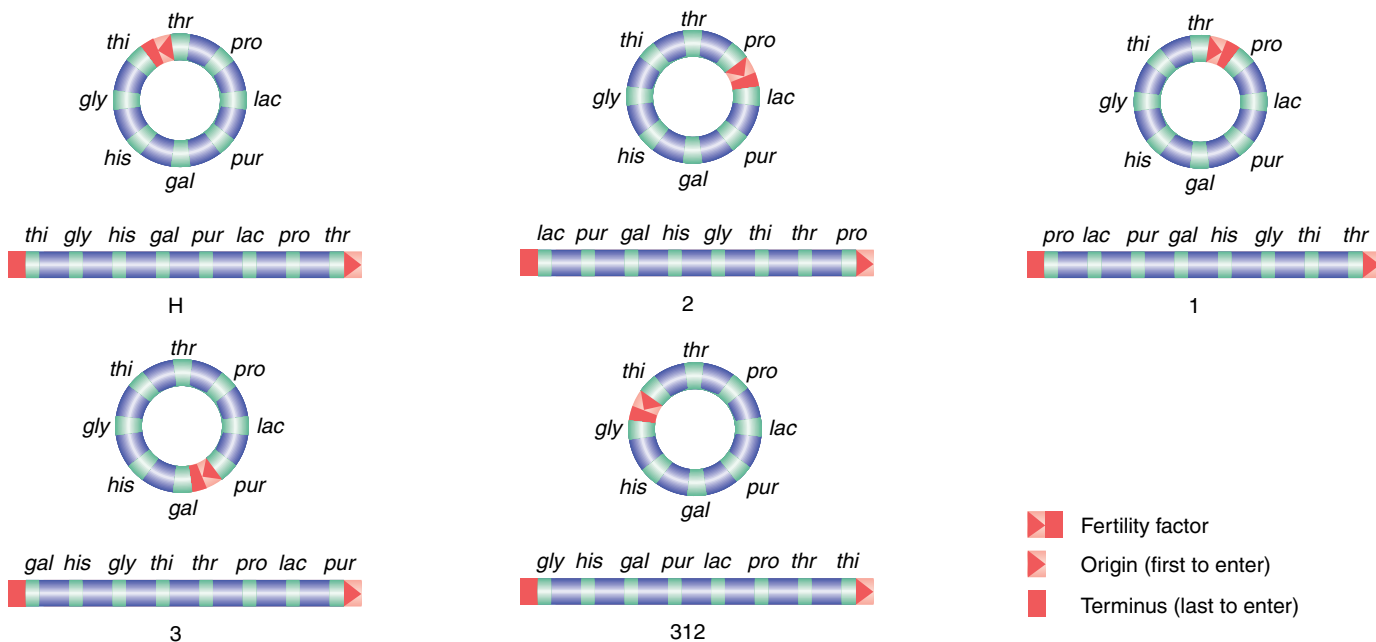 thr
thi pro
gly lac
his pur
gal
thi gly his gal pur lac pro thr
H
thr
thi pro
gly lac
his pur
gal
lac pur gal his gly thi thr pro
2
thr
thi pro
gly lac
his pur
gal
pro lac pur gal his gly thi thr
1
thr
thi pro
gly lac
his pur
gal
gal his gly thi thr pro lac pur
3
thr
thi pro
gly lac
his pur
gal
gly his gal pur lac pro thr thi
312
Fertility factor
Origin (first to enter)
Terminus (last to enter)